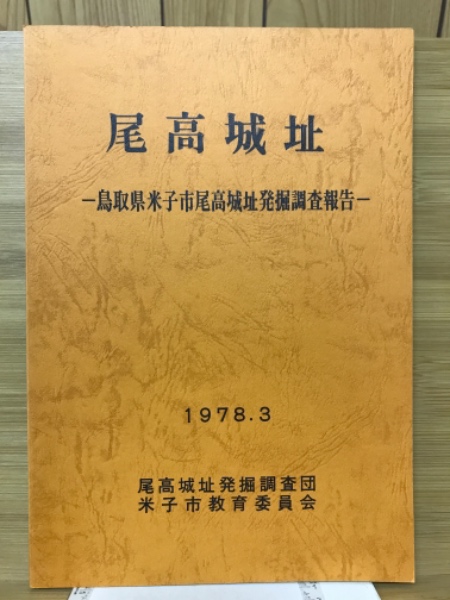 尾高城址
—鳥取県米子市尾高城址発掘調査報告—
1978.3
尾高城址発掘調査団
米子市教育委員会